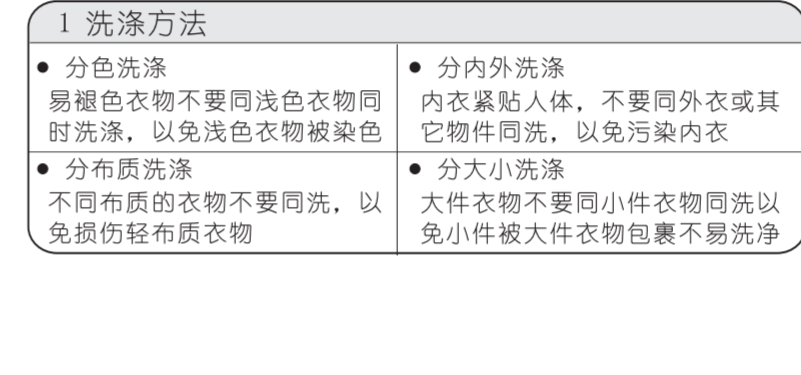 1 洗涤方法
● 分色洗涤
易褪色衣物不要同浅色衣物同
时洗涤，以免浅色衣物被染色
● 分内外洗涤
内衣紧贴人体，不要同外衣或其
它物件同洗，以免污染内衣
● 分布质洗涤
不同布质的衣物不要同洗，以
免损伤轻布质衣物
● 分大小洗涤
大件衣物不要同小件衣物同洗以
免小件被大件衣物包裹不易洗净